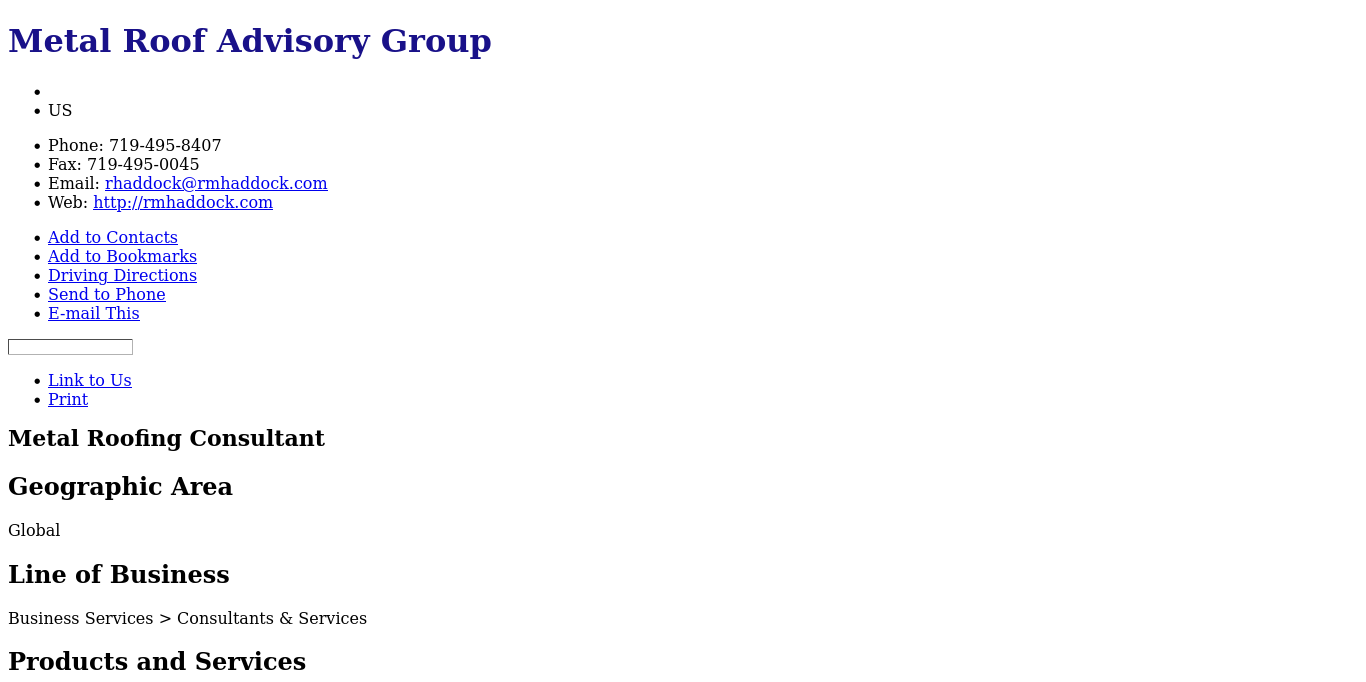 Metal Roof Advisory Group
US
Phone: 719-495-8407
Fax: 719-495-0045
Email: rhaddock@rmhaddock.com
Web: http://rmhaddock.com
Add to Contacts
Add to Bookmarks
Driving Directions
Send to Phone
E-mail This
Link to Us
Print
Metal Roofing Consultant
Geographic Area
Global
Line of Business
Business Services > Consultants & Services
Products and Services